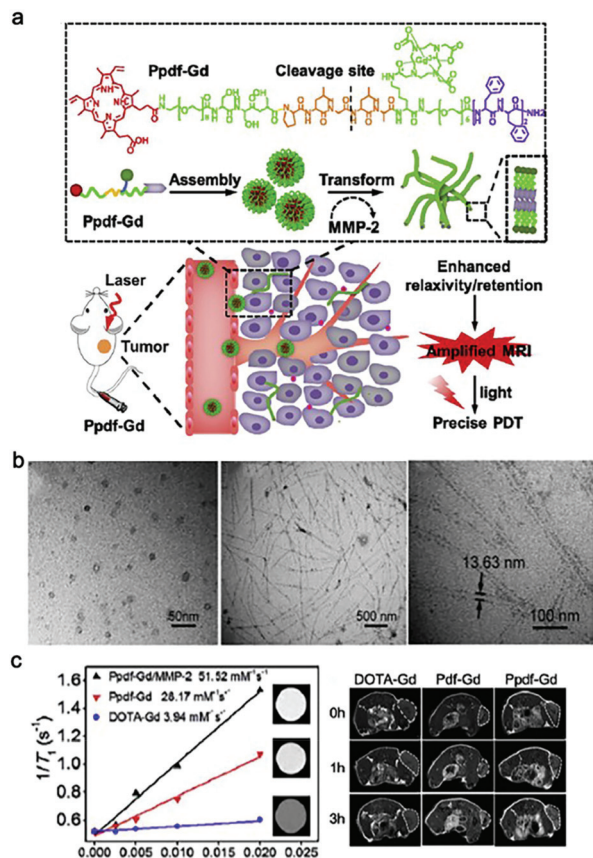 a
Ppdf-Gd
Cleavage site
Ppdf-Gd
Assembly
Transform
MMP-2
Laser
Tumor
Ppdf-Gd
Enhanced
relaxivity/retention
Amplified MRI
light
Precise PDT
b
50nm
500 nm
13.63 nm
100 nm
c
1/T1 (s-1)
1.6
1.4
1.2
1.0
0.8
0.6
Ppdf-Gd/MMP-2 51.52 mM-1s-1
Ppdf-Gd 28.17 mM-1s-1
DOTA-Gd 3.94 mM-1s-1
0.000 0.005 0.010 0.015 0.020 0.025
DOTA-Gd Pdf-Gd Ppdf-Gd
0h
1h
3h